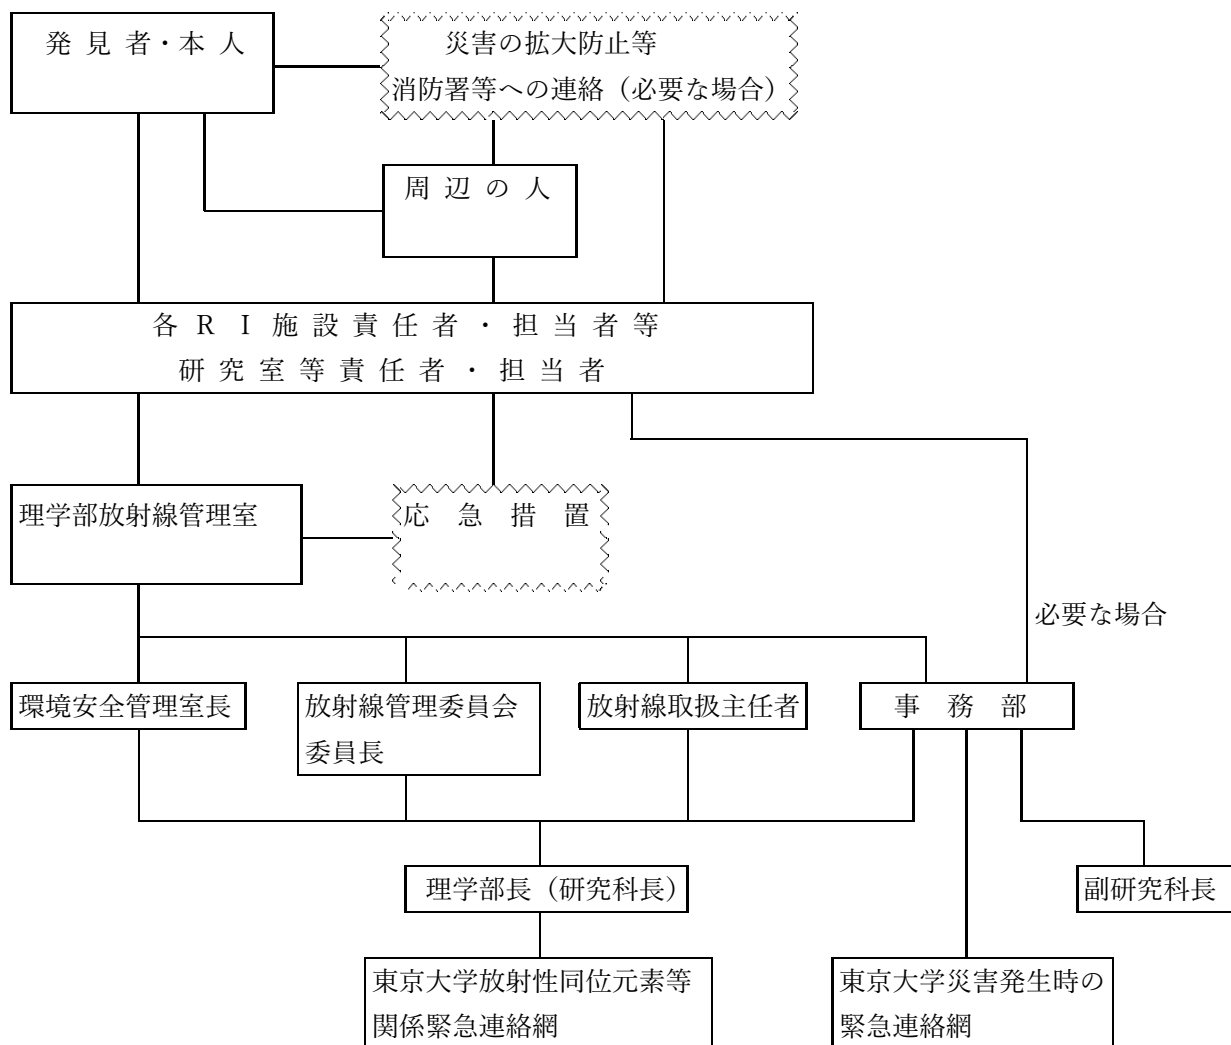 発見者・本人
災害の拡大防止等
消防署等への連絡（必要な場合）
周辺の人
各RI施設責任者・担当者等
研究室等責任者・担当者
理学部放射線管理室
応急措置
必要な場合
環境安全管理室長
放射線管理委員会
委員長
放射線取扱主任者
事務部
理学部長（研究科長）
副研究科長
東京大学放射性同位元素等
関係緊急連絡網
東京大学災害発生時の
緊急連絡網